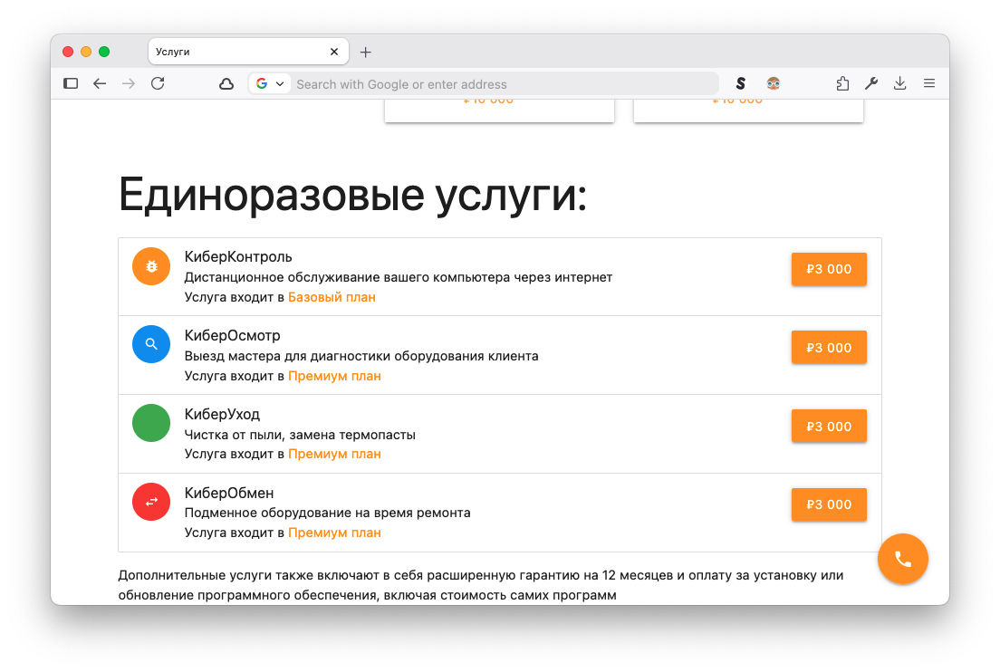 Услуги
Search with Google or enter address
Единоразовые услуги:
КиберКонтроль
Дистанционное обслуживание вашего компьютера через интернет
Услуга входит в Базовый план
₽3 000
КиберОсмотр
Выезд мастера для диагностики оборудования клиента
Услуга входит в Премиум план
₽3 000
КиберУход
Чистка от пыли, замена термопасты
Услуга входит в Премиум план
₽3 000
КиберОбмен
Подменное оборудование на время ремонта
Услуга входит в Премиум план
₽3 000
Дополнительные услуги также включают в себя расширенную гарантию на 12 месяцев и оплату за установку или
обновление программного обеспечения, включая стоимость самих программ